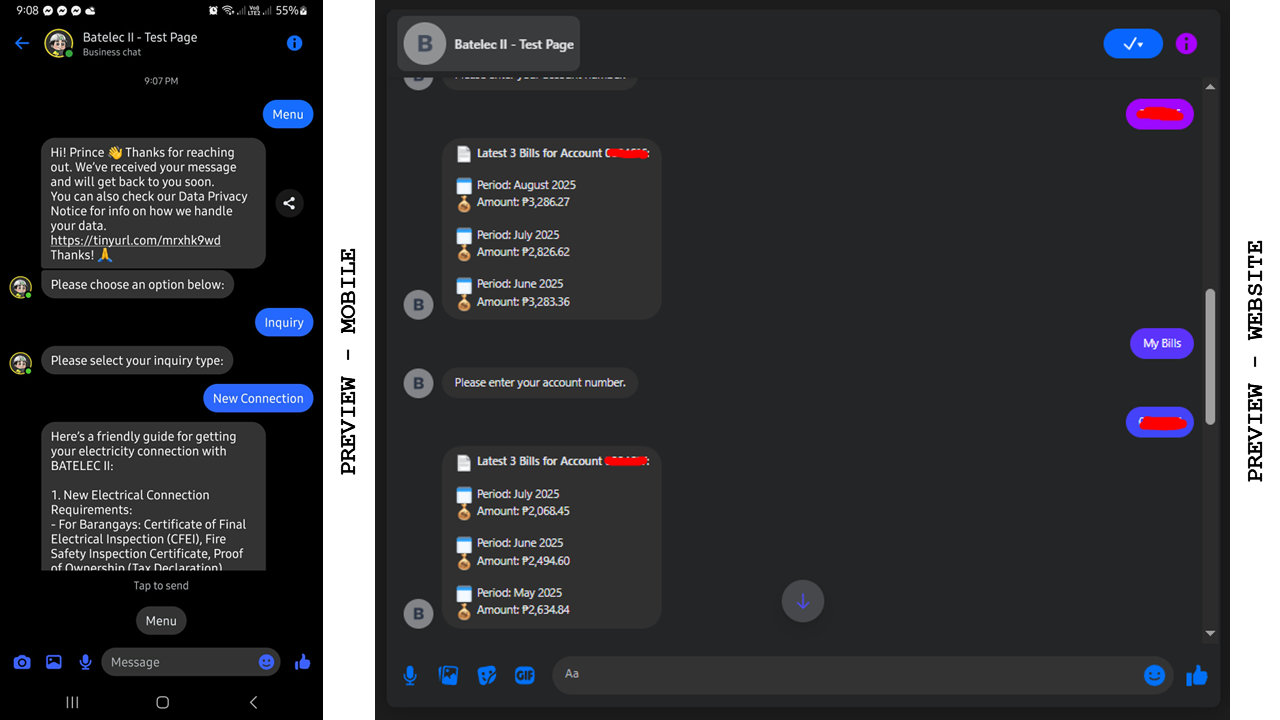 9:08
Vo))
LTE2
55%
Batelec II - Test Page
Business chat
9:07 PM
Menu
Hi! Prince 👋 Thanks for reaching
out. We've received your message
and will get back to you soon.
You can also check our Data Privacy
Notice for info on how we handle
your data.
https://tinyurl.com/mrxhk9wd
Thanks! 🙏
Please choose an option below:
Inquiry
Please select your inquiry type:
New Connection
Here's a friendly guide for getting
your electricity connection with
BATELEC II:
1. New Electrical Connection
Requirements:
- For Barangays: Certificate of Final
Electrical Inspection (CFEI), Fire
Safety Inspection Certificate, Proof
of Ownership (Tax Declaration)
Tap to send
Menu
Message
PREVIEW - MOBILE
B
Batelec II - Test Page
B
Please enter your account number.
Latest 3 Bills for Account
Period: August 2025
Amount: ₱3,286.27
Period: July 2025
Amount: ₱2,826.62
Period: June 2025
Amount: ₱3,283.36
B
My Bills
B
Please enter your account number.
Latest 3 Bills for Account
Period: July 2025
Amount: ₱2,068.45
Period: June 2025
Amount: ₱2,494.60
Period: May 2025
Amount: ₱2,634.84
B
GIF
Aa
PREVIEW - WEBSITE